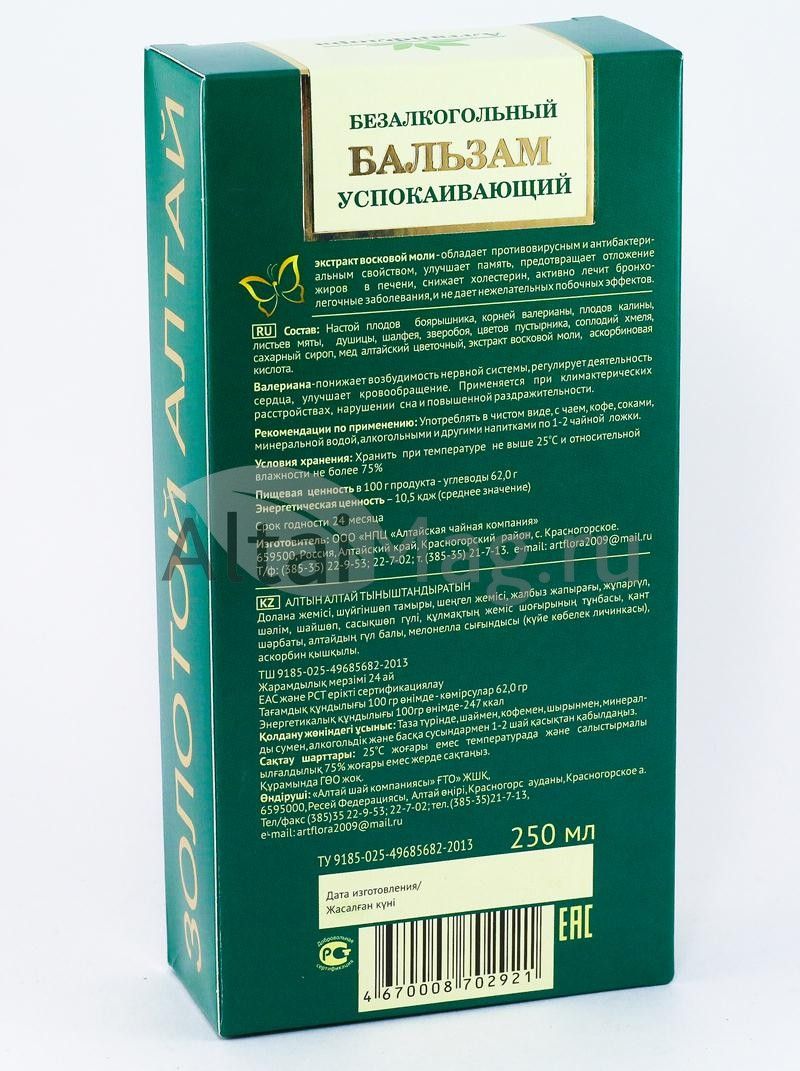 Алтайфлора
БЕЗАЛКОГОЛЬНЫЙ
БАЛЬЗАМ
УСПОКАИВАЮЩИЙ
ЗОЛОТОЙ АЛТАЙ
экстракт восковой моли - обладает противовирусным и антибактери-
альным свойством, улучшает память, предотвращает отложение
жиров в печени, снижает холестерин, активно лечит бронхо-
легочные заболевания, и не дает нежелательных побочных эффектов.
RU Состав: Настой плодов боярышника, корней валерианы, плодов калины,
листьев мяты, душицы, шалфея, зверобоя, цветов пустырника, соплодий хмеля,
сахарный сироп, мед алтайский цветочный, экстракт восковой моли, аскорбиновая
кислота.
Валериана-понижает возбудимость нервной системы, регулирует деятельность
сердца, улучшает кровообращение. Применяется при климактерических
расстройствах, нарушении сна и повышенной раздражительности.
Рекомендации по применению: Употреблять в чистом виде, с чаем, кофе, соками,
минеральной водой, алкогольными и другими напитками по 1-2 чайной ложки.
Условия хранения: Хранить при температуре не выше 25°С и относительной
влажности не более 75%
Пищевая ценность в 100 г продукта - углеводы 62,0 г
Энергетическая ценность – 10,5 кдж (среднее значение)
Срок годности 24 месяца
Изготовитель: ООО «НПЦ «Алтайская чайная компания»
659500, Россия, Алтайский край, Красногорский район, с. Красногорское.
Т/ф: (385-35) 22-9-53; 22-7-02; т. (385-35) 21-7-13. e-mail: artflora2009@mail.ru
AltaiMag.ru
KZ АЛТЫН АЛТАЙ ТЫНЫШТАНДЫРАТЫН
Долана жемісі, шүйгіншөп тамыры, шеңгел жемісі, жалбыз жапырағы, жұпаргүл,
шәлім, шайшөп, сасықшөп гүлі, құлмақтың жеміс шоғырының тұнбасы, қант
шәрбаты, алтайдың гүл балы, мелонелла сығындысы (күйе көбелек личинкасы),
аскорбин қышқылы.
ТШ 9185-025-49685682-2013
Жарамдылық мерзімі 24 ай
ЕАС және РСТ ерікті сертификациялау
Тағамдық құндылығы 100 гр өнімде - көмірсулар 62,0 гр
Энергетикалық құндылығы 100гр өнімде-247 ккал
Қолдану жөніндегі ұсыныс: Таза түрінде, шаймен, кофемен, шырынмен, минерал-
ды сумен, алкогольдік және басқа сусындармен 1-2 шай қасықтан қабылдаңыз.
Сақтау шарттары: 25°С жоғары емес температурада және салыстырмалы
ылғалдылық 75% жоғары емес жерде сақтаңыз.
Құрамында ГӨО жоқ.
Өндіруші: «Алтай шай компаниясы» ҒТО» ЖШҚ,
6595000, Ресей Федерациясы, Алтай өңірі, Красногорс ауданы, Красногорское а.
Тел/факс (385)35 22-9-53; 22-7-02; тел. (385-35) 21-7-13,
e-mail: artflora2009@mail.ru
250 мл
ТУ 9185-025-49685682-2013
Дата изготовления/
Жасалған күні
Добровольная
РСТ
сертификация
EAC
4 670008 702921